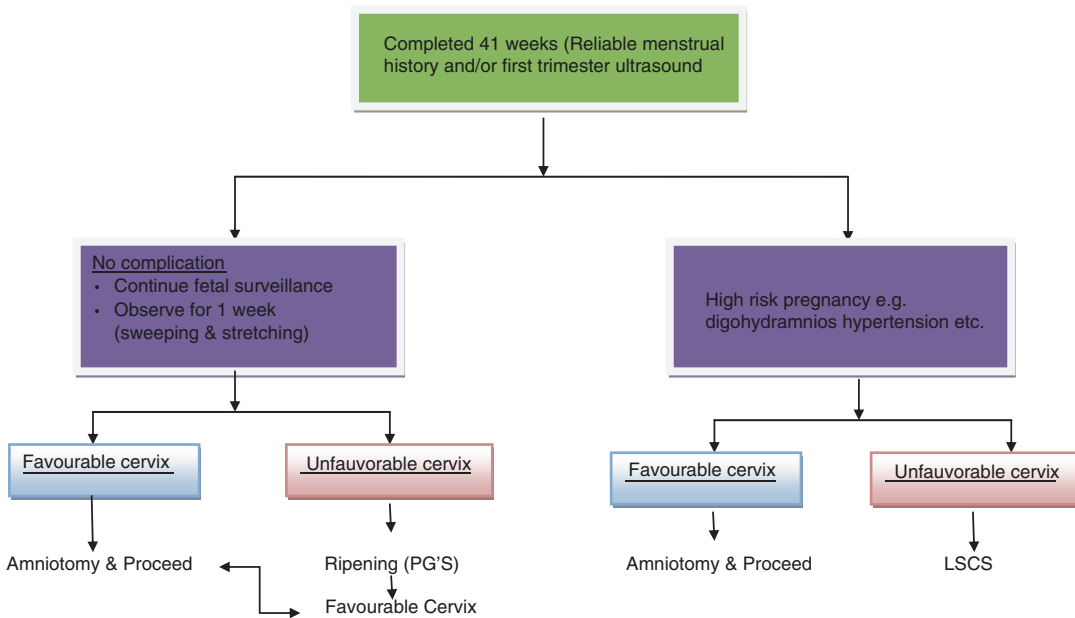 Completed 41 weeks (Reliable menstrual
history and/or first trimester ultrasound
No complication
• Continue fetal surveillance
• Observe for 1 week
(sweeping & stretching)
High risk pregnancy e.g.
digohydramnios hypertension etc.
Favourable cervix
Unfauvorable cervix
Favourable cervix
Unfauvorable cervix
Amniotomy & Proceed
Ripening (PG’S)
Amniotomy & Proceed
LSCS
Favourable Cervix